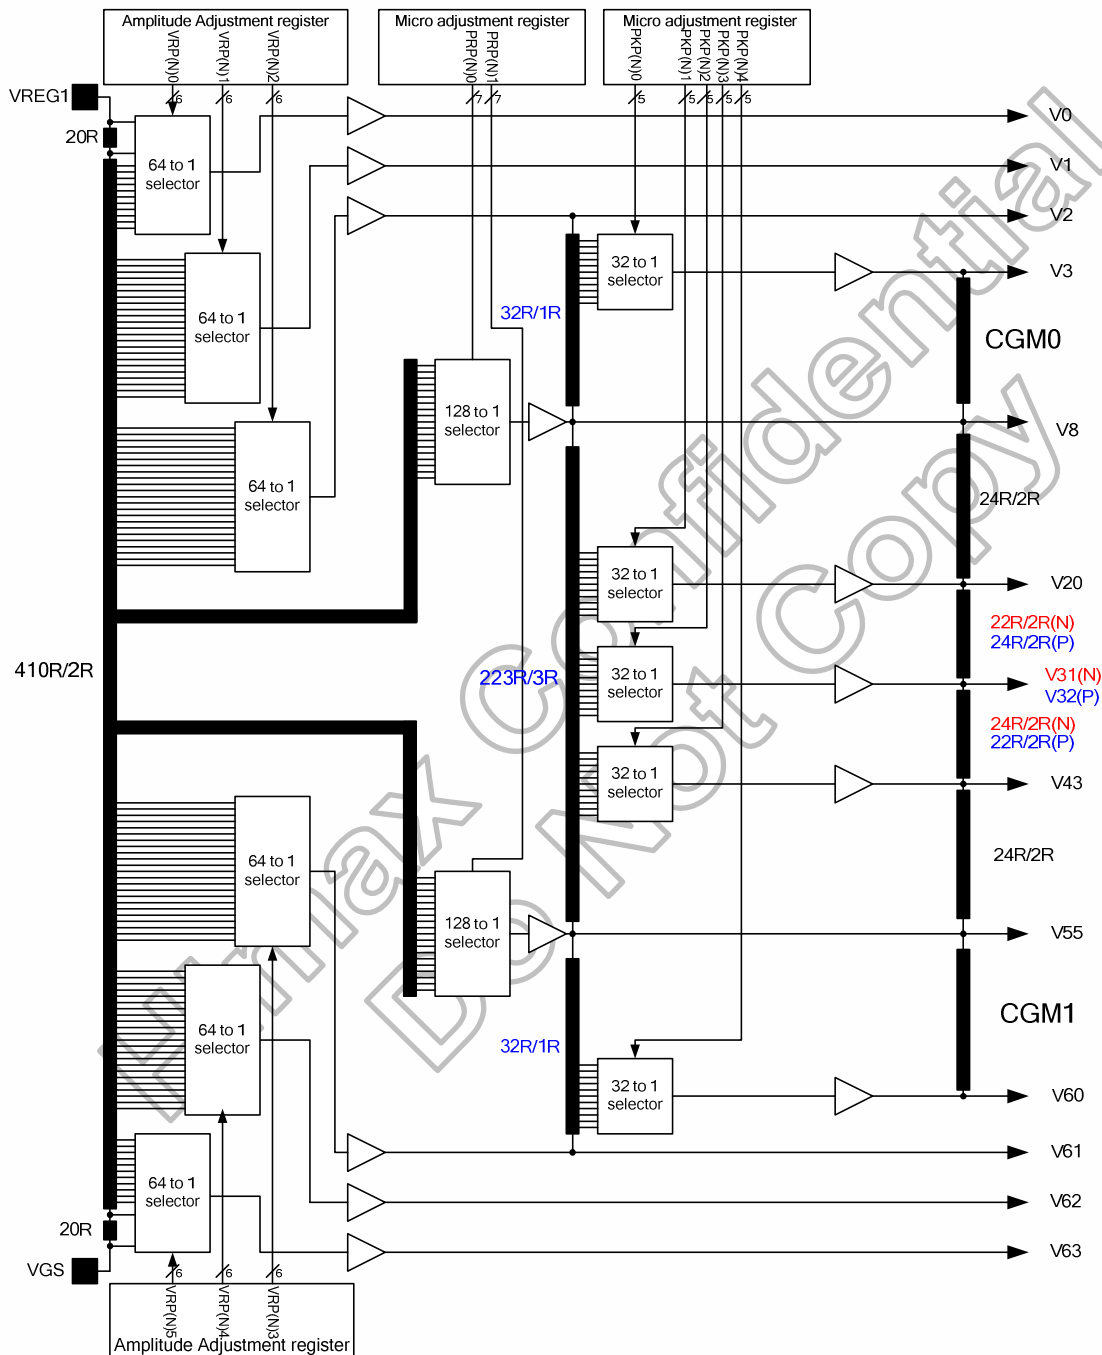 Amplitude Adjustment register
Micro adjustment register
Micro adjustment register
VRP(N)0
VRP(N)1
VRP(N)2
PRP(N)0
PRP(N)1
PKP(N)0
PKP(N)1
PKP(N)2
PKP(N)3
PKP(N)4
6
6
6
7
7
5
5
5
5
5
VREG1
20R
64 to 1
selector
V0
V1
V2
64 to 1
selector
32 to 1
selector
V3
32R/1R
CGM0
128 to 1
selector
V8
64 to 1
selector
24R/2R
32 to 1
selector
V20
22R/2R(N)
24R/2R(P)
410R/2R
223R/3R
32 to 1
selector
V31(N)
V32(P)
24R/2R(N)
22R/2R(P)
32 to 1
selector
V43
64 to 1
selector
24R/2R
128 to 1
selector
V55
64 to 1
selector
CGM1
32R/1R
32 to 1
selector
V60
V61
64 to 1
selector
V62
20R
V63
VGS
6
6
6
VRP(N)5
VRP(N)4
VRP(N)3
Amplitude Adjustment register
Himax Confidential
Do Not Copy